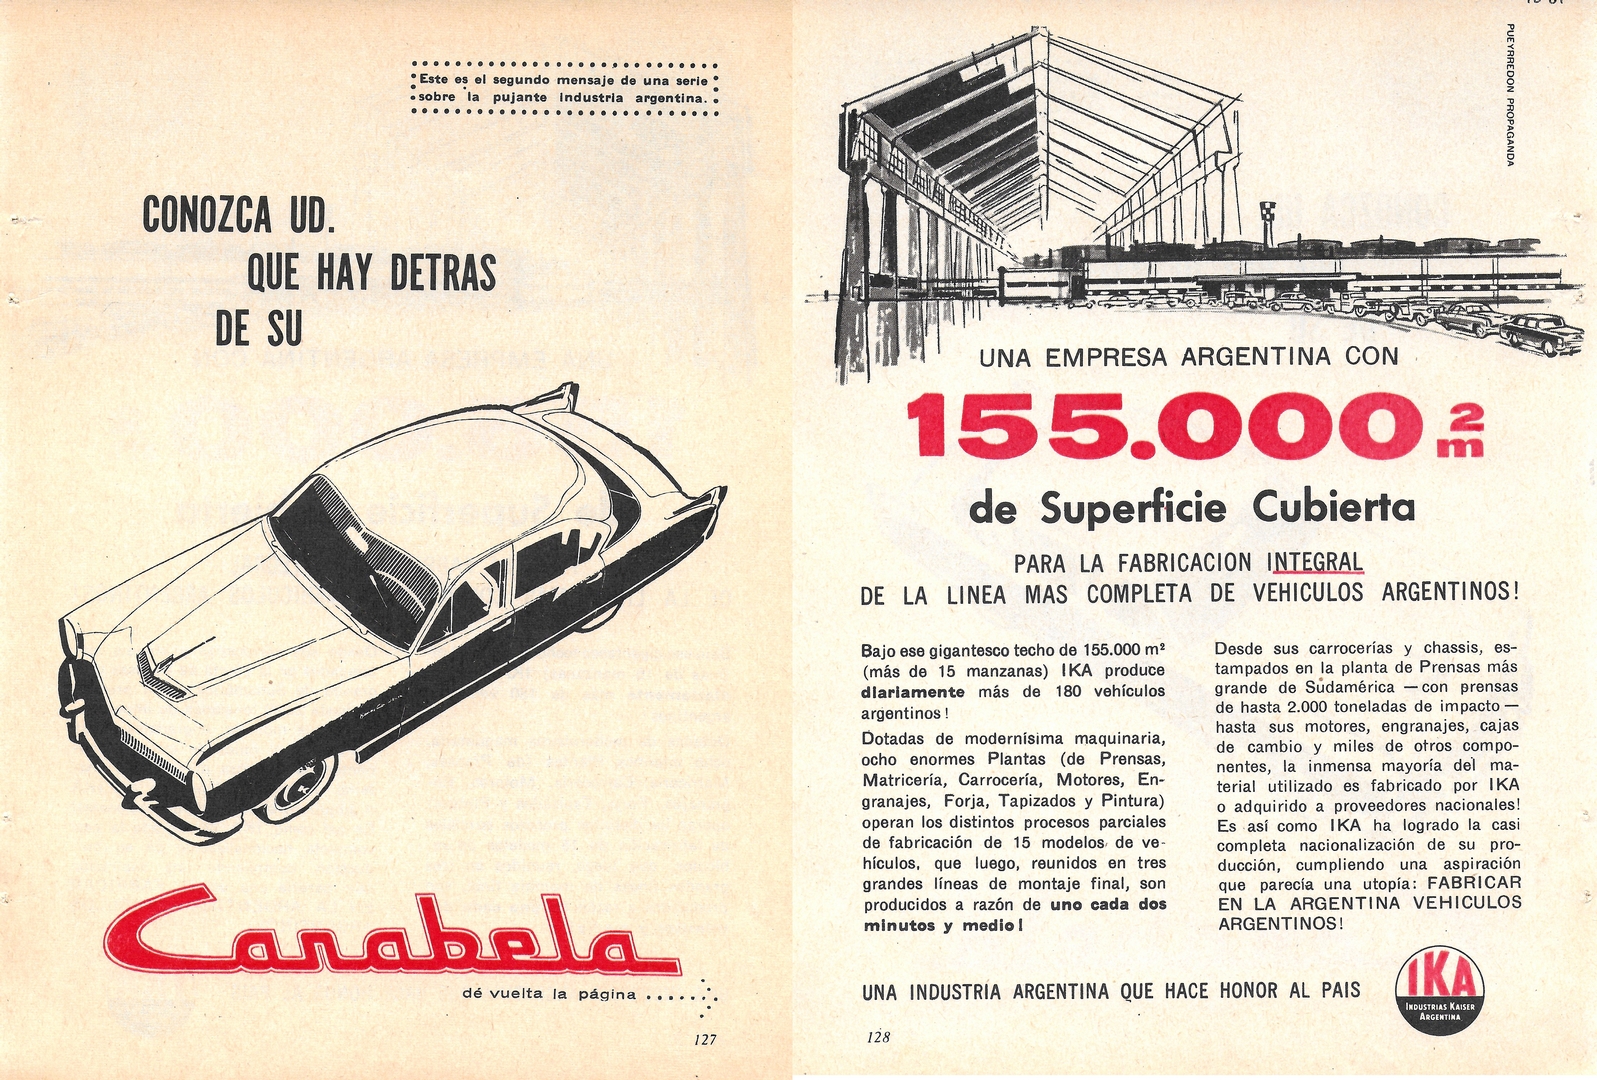 Este es el segundo mensaje de una serie
sobre la pujante industria argentina.
CONOZCA UD.
QUE HAY DETRAS
DE SU
Carabela
dé vuelta la página
127
PUEYRREDON PROPAGANDA
UNA EMPRESA ARGENTINA CON
155.000 m2
de Superficie Cubierta
PARA LA FABRICACION INTEGRAL
DE LA LINEA MAS COMPLETA DE VEHICULOS ARGENTINOS!
Bajo ese gigantesco techo de 155.000 m²
(más de 15 manzanas) IKA produce
diariamente más de 180 vehículos
argentinos!
Dotadas de modernísima maquinaria,
ocho enormes Plantas (de Prensas,
Matricería, Carrocería, Motores, En-
granajes, Forja, Tapizados y Pintura)
operan los distintos procesos parciales
de fabricación de 15 modelos de ve-
hículos, que luego, reunidos en tres
grandes líneas de montaje final, son
producidos a razón de uno cada dos
minutos y medio!
Desde sus carrocerías y chassis, es-
tampados en la planta de Prensas más
grande de Sudamérica —con prensas
de hasta 2.000 toneladas de impacto—
hasta sus motores, engranajes, cajas
de cambio y miles de otros compo-
nentes, la inmensa mayoría del ma-
terial utilizado es fabricado por IKA
o adquirido a proveedores nacionales!
Es así como IKA ha logrado la casi
completa nacionalización de su pro-
ducción, cumpliendo una aspiración
que parecía una utopía: FABRICAR
EN LA ARGENTINA VEHICULOS
ARGENTINOS!
UNA INDUSTRIA ARGENTINA QUE HACE HONOR AL PAIS
IKA
INDUSTRIAS KAISER
ARGENTINA
128